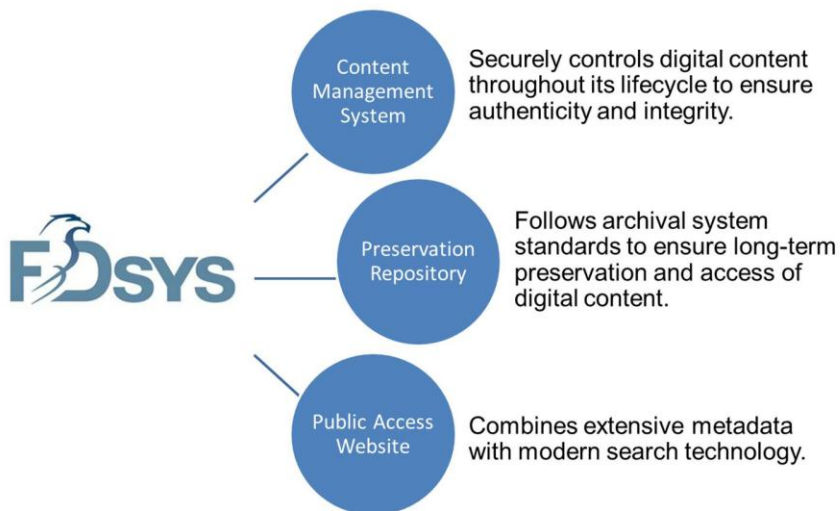 FDsys
Content
Management
System
Securely controls digital content
throughout its lifecycle to ensure
authenticity and integrity.
Preservation
Repository
Follows archival system
standards to ensure long-term
preservation and access of
digital content.
Public Access
Website
Combines extensive metadata
with modern search technology.